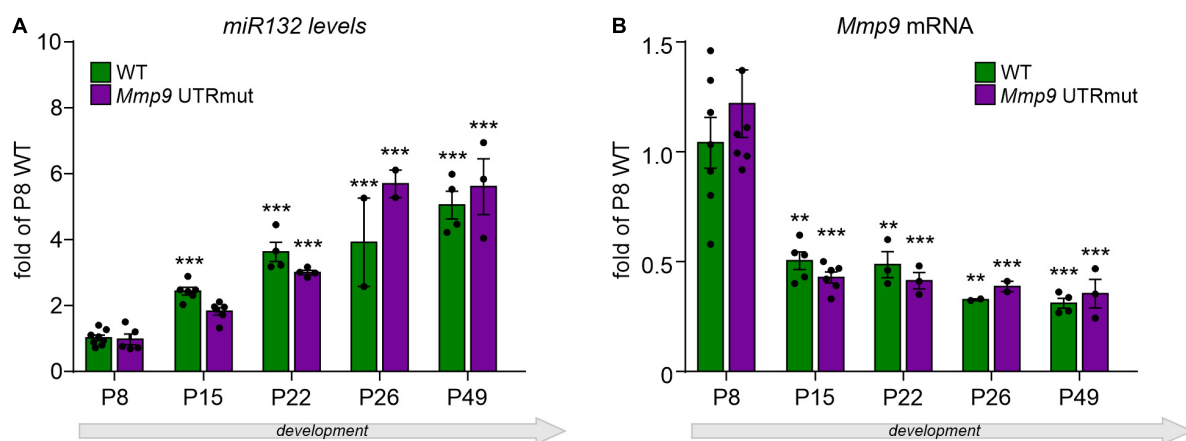 A
miR132 levels
fold of P8 WT
10
8
6
4
2
0
WT
Mmp9 UTRmut
***
***
***
***
***
***
***
P8
P15
P22
P26
P49
development
B
Mmp9 mRNA
fold of P8 WT
1.5
1.0
0.5
0
WT
Mmp9 UTRmut
**
***
**
***
**
***
***
***
P8
P15
P22
P26
P49
development